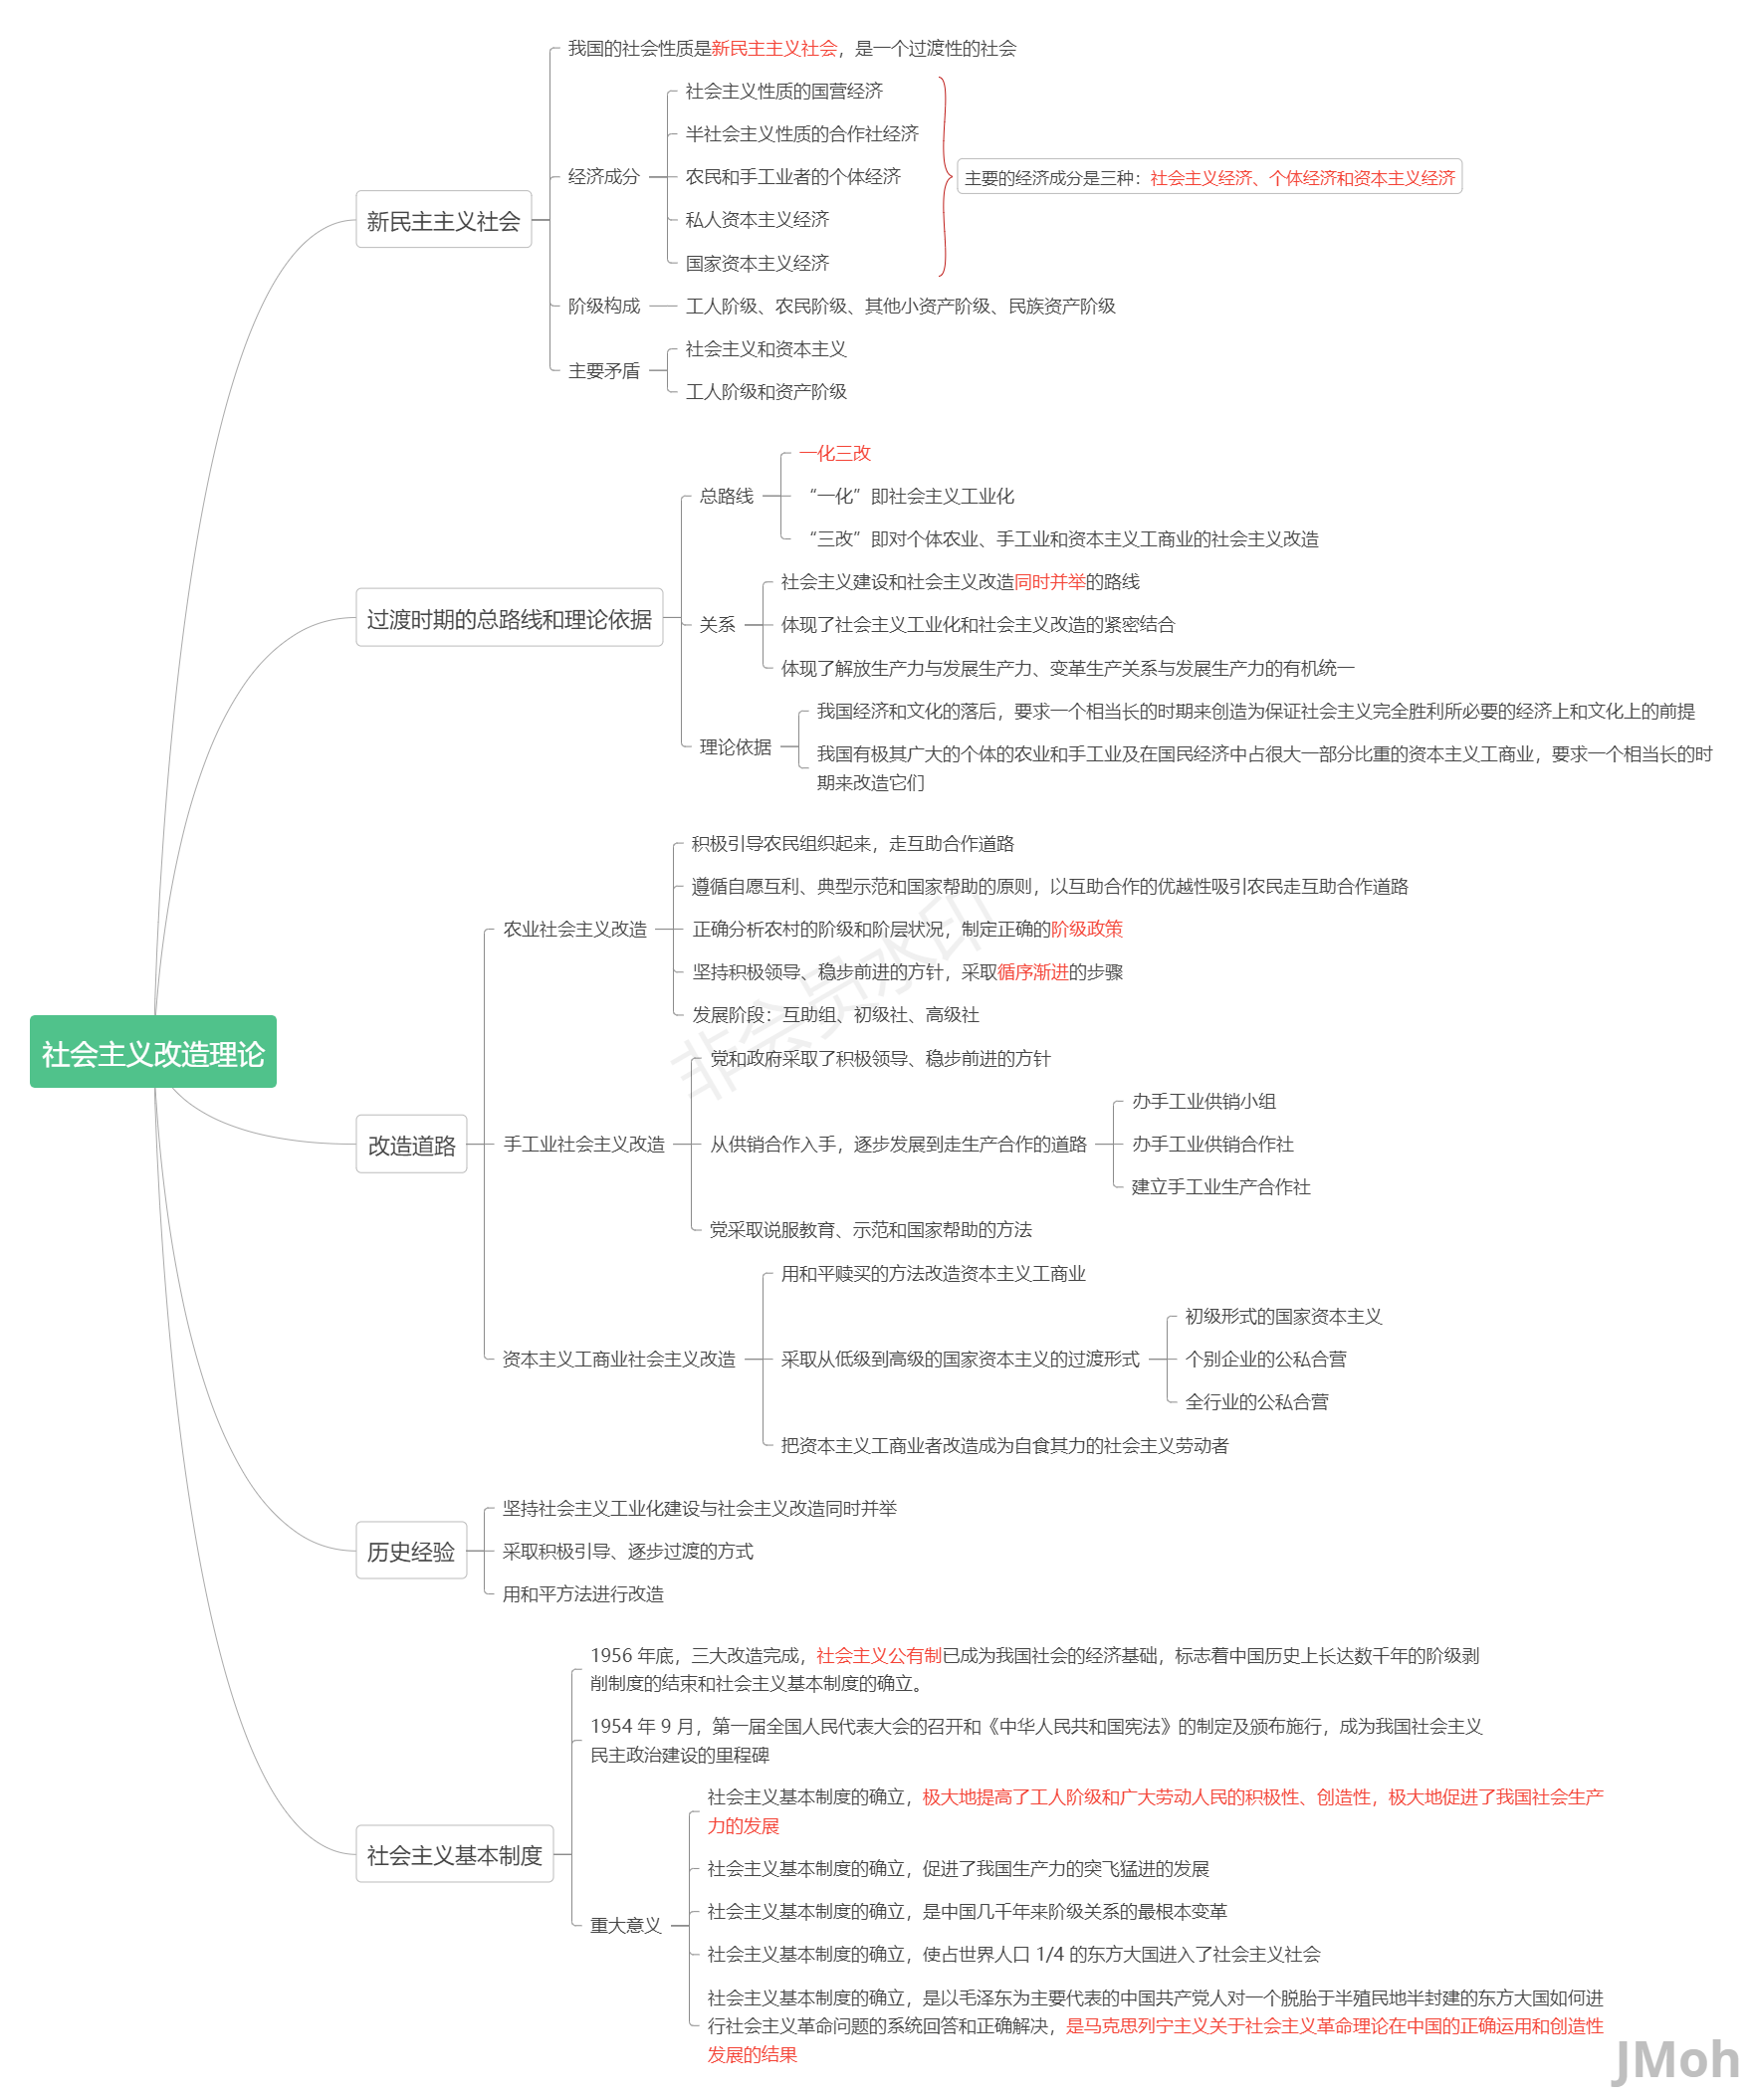 我国的社会性质是新民主主义社会，是一个过渡性的社会
社会主义性质的国营经济
半社会主义性质的合作社经济
经济成分
农民和手工业者的个体经济
主要的经济成分是三种：社会主义经济、个体经济和资本主义经济
新民主主义社会
私人资本主义经济
国家资本主义经济
阶级构成
工人阶级、农民阶级、其他小资产阶级、民族资产阶级
主要矛盾
社会主义和资本主义
工人阶级和资产阶级
一化三改
总路线
“一化”即社会主义工业化
“三改”即对个体农业、手工业和资本主义工商业的社会主义改造
过渡时期的总路线和理论依据
社会主义建设和社会主义改造同时并举的路线
关系
体现了社会主义工业化和社会主义改造的紧密结合
体现了解放生产力与发展生产力、变革生产关系与发展生产力的有机统一
理论依据
我国经济和文化的落后，要求一个相当长的时期来创造为保证社会主义完全胜利所必要的经济上和文化上的前提
我国有极其广大的个体的农业和手工业及在国民经济中占很大一部分比重的资本主义工商业，要求一个相当长的时
期来改造它们
积极引导农民组织起来，走互助合作道路
遵循自愿互利、典型示范和国家帮助的原则，以互助合作的优越性吸引农民走互助合作道路
农业社会主义改造
正确分析农村的阶级和阶层状况，制定正确的阶级政策
坚持积极领导、稳步前进的方针，采取循序渐进的步骤
发展阶段：互助组、初级社、高级社
非会员水印
社会主义改造理论
党和政府采取了积极领导、稳步前进的方针
改造道路
手工业社会主义改造
从供销合作入手，逐步发展到走生产合作的道路
办手工业供销小组
办手工业供销合作社
建立手工业生产合作社
党采取说服教育、示范和国家帮助的方法
用和平赎买的方法改造资本主义工商业
资本主义工商业社会主义改造
采取从低级到高级的国家资本主义的过渡形式
初级形式的国家资本主义
个别企业的公私合营
全行业的公私合营
把资本主义工商业者改造成为自食其力的社会主义劳动者
历史经验
坚持社会主义工业化建设与社会主义改造同时并举
采取积极引导、逐步过渡的方式
用和平方法进行改造
1956 年底，三大改造完成，社会主义公有制已成为我国社会的经济基础，标志着中国历史上长达数千年的阶级剥
削制度的结束和社会主义基本制度的确立。
1954 年 9 月，第一届全国人民代表大会的召开和《中华人民共和国宪法》的制定及颁布施行，成为我国社会主义
民主政治建设的里程碑
社会主义基本制度
社会主义基本制度的确立，极大地提高了工人阶级和广大劳动人民的积极性、创造性，极大地促进了我国社会生产
力的发展
社会主义基本制度的确立，促进了我国生产力的突飞猛进的发展
重大意义
社会主义基本制度的确立，是中国几千年来阶级关系的最根本变革
社会主义基本制度的确立，使占世界人口 1/4 的东方大国进入了社会主义社会
社会主义基本制度的确立，是以毛泽东为主要代表的中国共产党人对一个脱胎于半殖民地半封建的东方大国如何进
行社会主义革命问题的系统回答和正确解决，是马克思列宁主义关于社会主义革命理论在中国的正确运用和创造性
发展的结果
JMoh